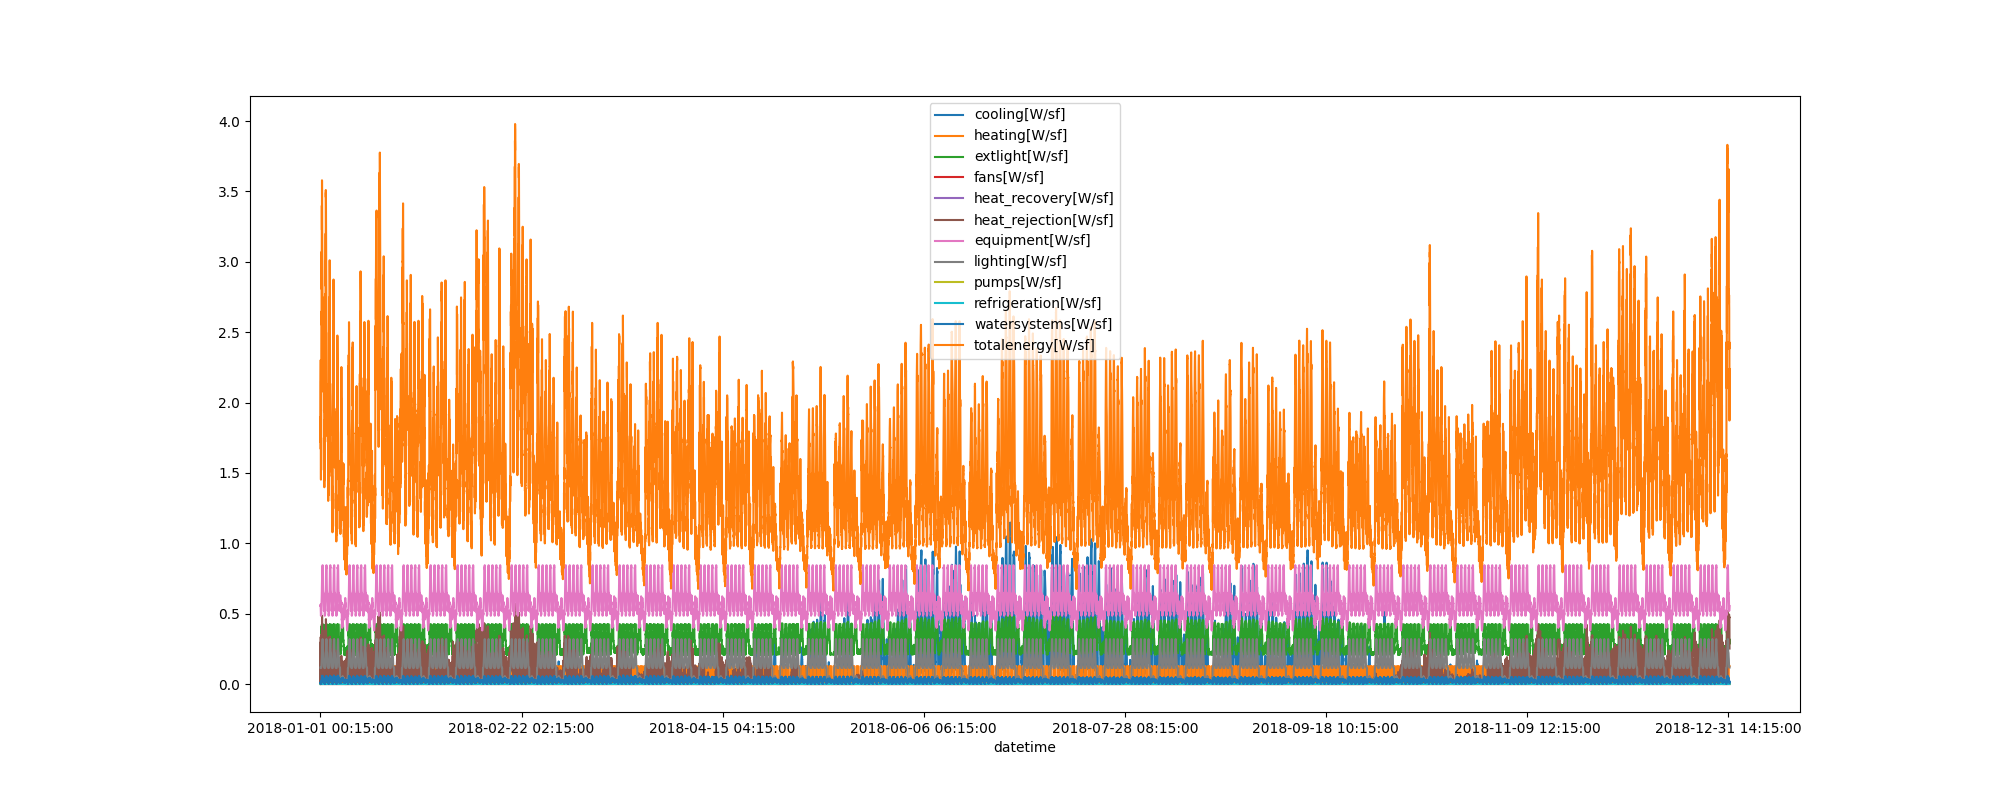 4.0
3.5
3.0
2.5
2.0
1.5
1.0
0.5
0.0
cooling[W/sf]
heating[W/sf]
extlight[W/sf]
fans[W/sf]
heat_recovery[W/sf]
heat_rejection[W/sf]
equipment[W/sf]
lighting[W/sf]
pumps[W/sf]
refrigeration[W/sf]
watersystems[W/sf]
totalenergy[W/sf]
2018-01-01 00:15:00 2018-02-22 02:15:00 2018-04-15 04:15:00 2018-06-06 06:15:00 2018-07-28 08:15:00 2018-09-18 10:15:00 2018-11-09 12:15:00 2018-12-31 14:15:00
datetime